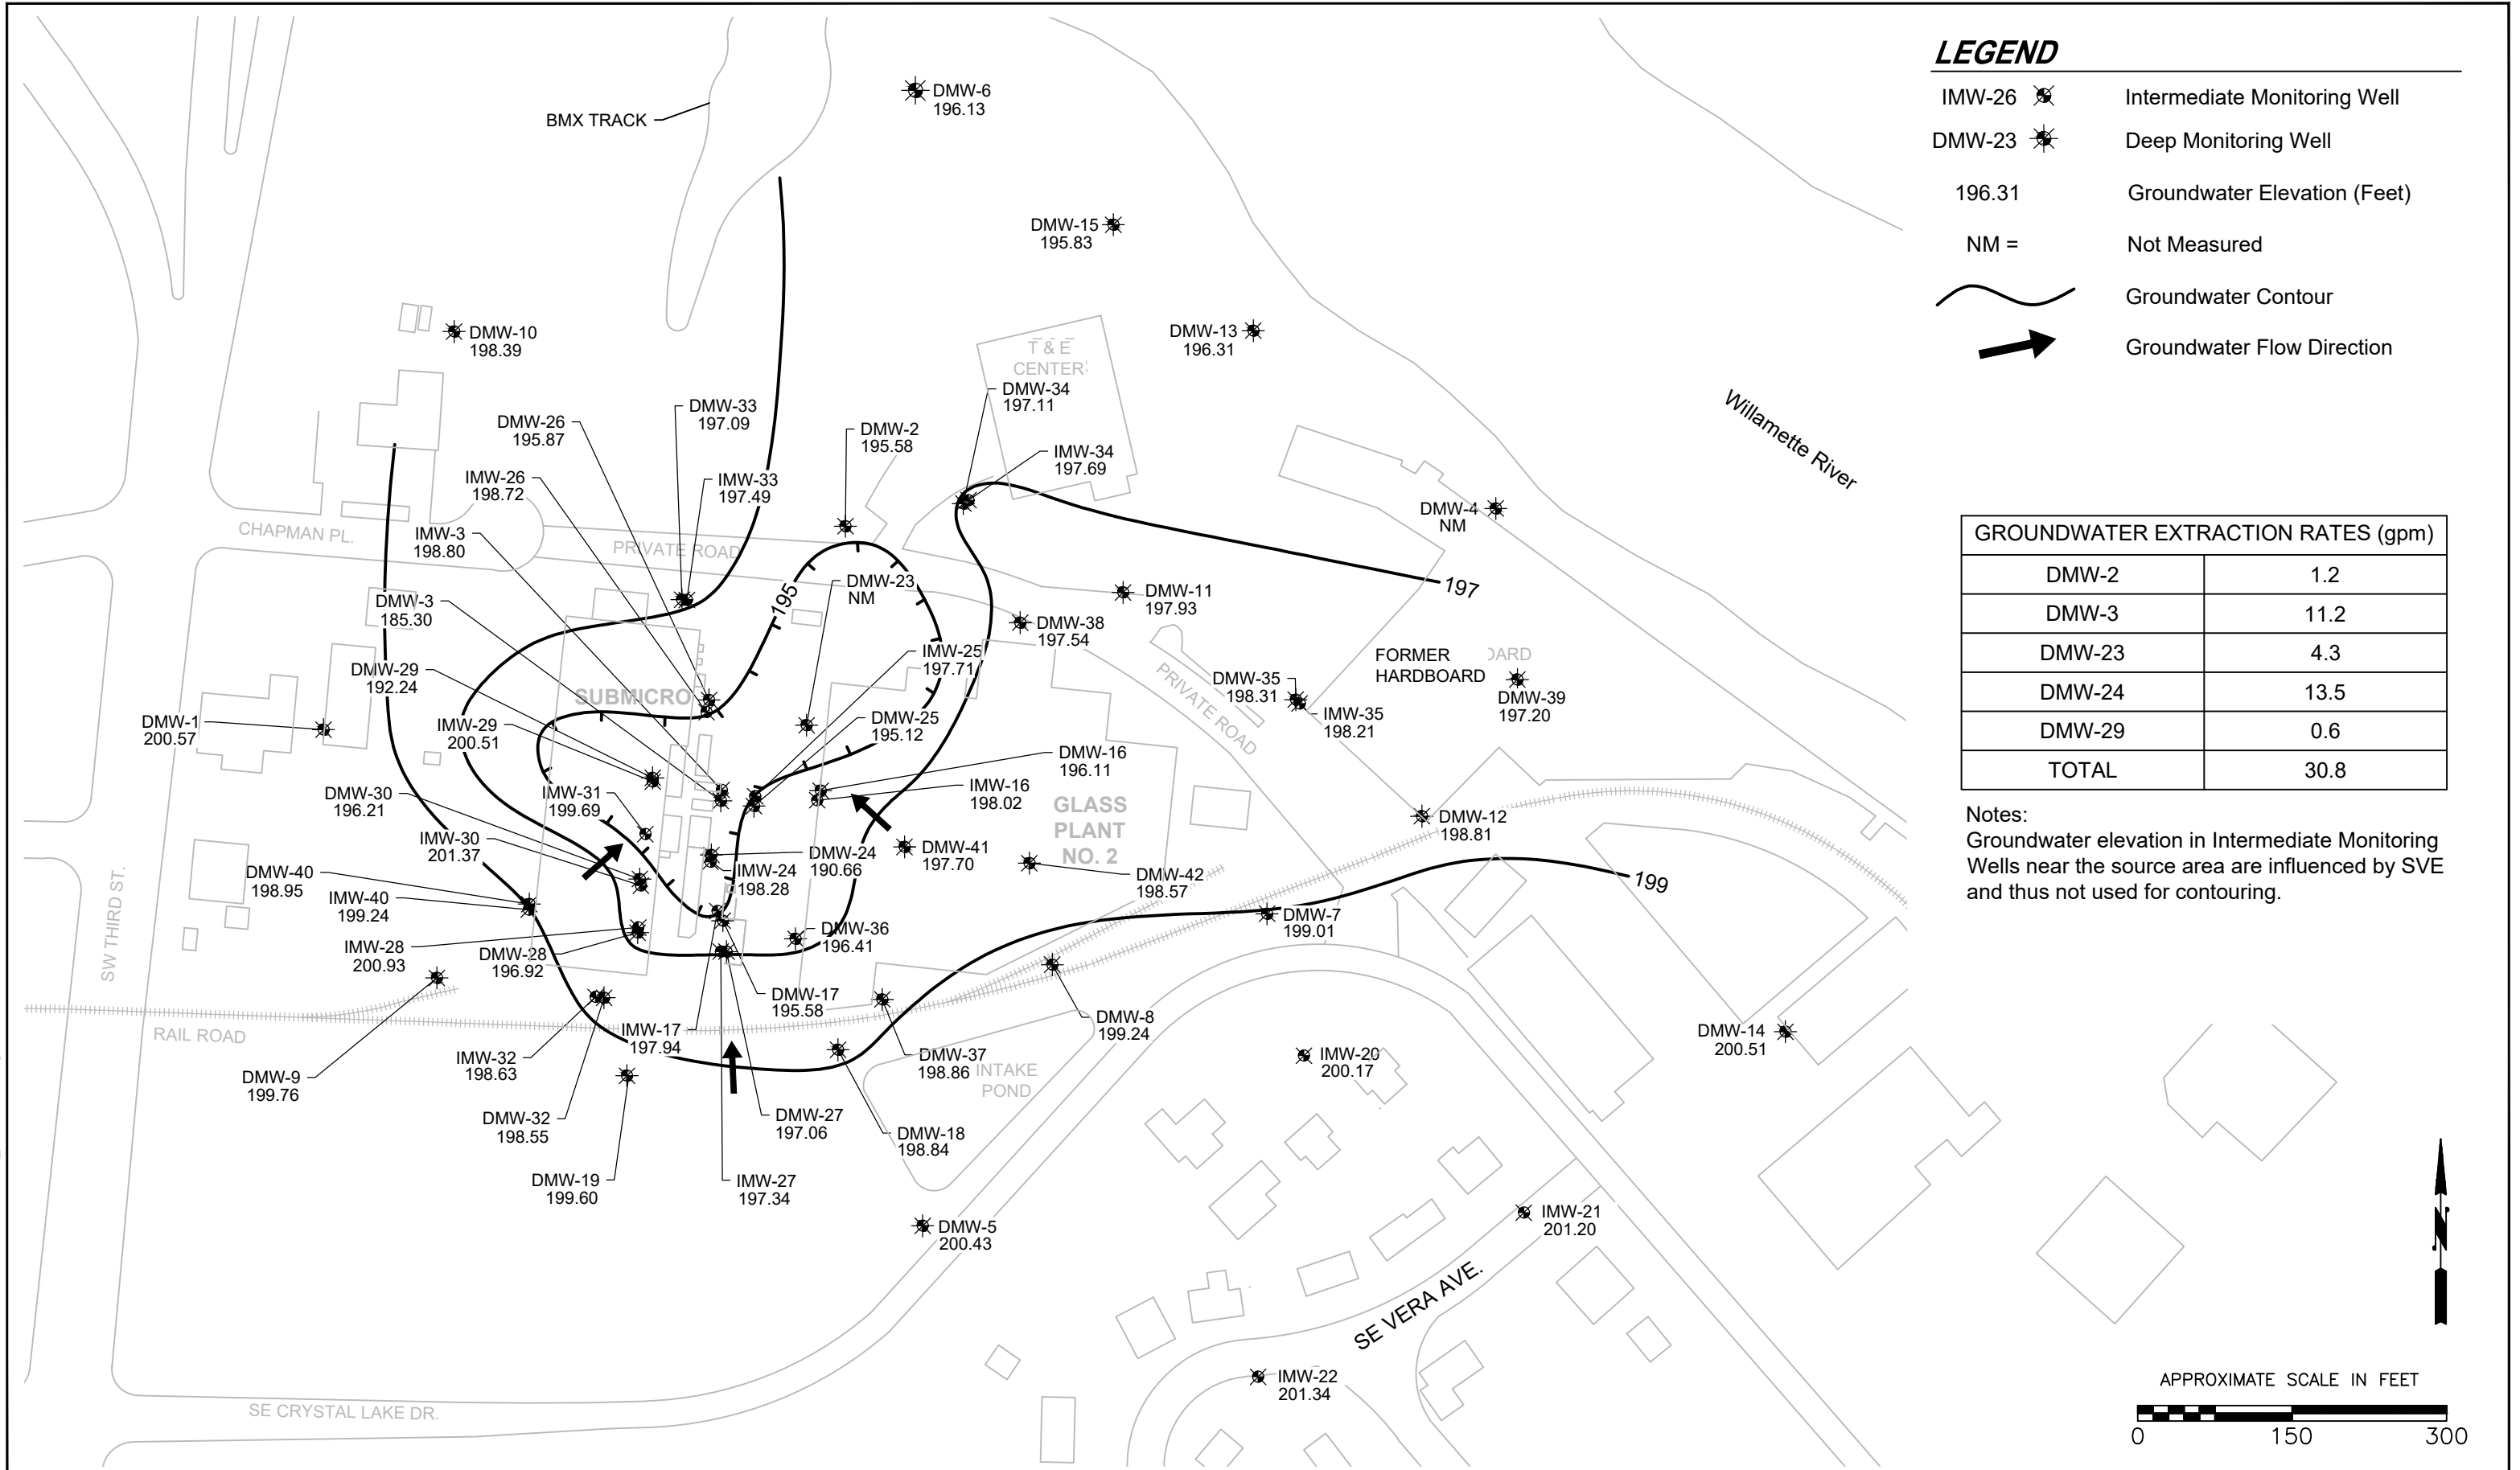 LEGEND
IMW-26 Intermediate Monitoring Well
DMW-23 Deep Monitoring Well
196.31 Groundwater Elevation (Feet)
NM = Not Measured
Groundwater Contour
Groundwater Flow Direction
DMW-6
196.13
BMX TRACK
DMW-15
195.83
DMW-10
198.39
DMW-13
196.31
T & E
CENTER
DMW-34
197.11
DMW-33
197.09
DMW-26
195.87
DMW-2
195.58
IMW-34
197.69
IMW-26
198.72
IMW-33
197.49
Willamette River
DMW-4
NM
CHAPMAN PL.
PRIVATE ROAD
IMW-3
198.80
DMW-23
NM
195
197
DMW-11
197.93
DMW-3
185.30
DMW-38
197.54
IMW-25
197.71
FORMER
HARDBOARD
OARD
PRIVATE ROAD
DMW-29
192.24
SUBMICRO
DMW-35
198.31
DMW-39
197.20
DMW-1
200.57
IMW-29
200.51
DMW-25
195.12
IMW-35
198.21
DMW-16
196.11
DMW-30
196.21
IMW-31
199.69
IMW-16
198.02
GLASS
PLANT
NO. 2
DMW-12
198.81
IMW-30
201.37
DMW-24
190.66
DMW-41
197.70
IMW-24
198.28
DMW-42
198.57
199
DMW-40
198.95
IMW-40
199.24
SW THIRD ST.
DMW-7
199.01
DMW-36
196.41
IMW-28
200.93
DMW-28
196.92
DMW-17
195.58
DMW-8
199.24
RAIL ROAD
IMW-17
197.94
DMW-14
200.51
IMW-32
198.63
DMW-37
198.86
INTAKE
POND
IMW-20
200.17
DMW-9
199.76
DMW-32
198.55
DMW-27
197.06
DMW-18
198.84
DMW-19
199.60
IMW-27
197.34
DMW-5
200.43
IMW-21
201.20
SE VERA AVE.
IMW-22
201.34
SE CRYSTAL LAKE DR.
GROUNDWATER EXTRACTION RATES (gpm)
DMW-2 1.2
DMW-3 11.2
DMW-23 4.3
DMW-24 13.5
DMW-29 0.6
TOTAL 30.8
Notes:
Groundwater elevation in Intermediate Monitoring
Wells near the source area are influenced by SVE
and thus not used for contouring.
N
APPROXIMATE SCALE IN FEET
0 150 300